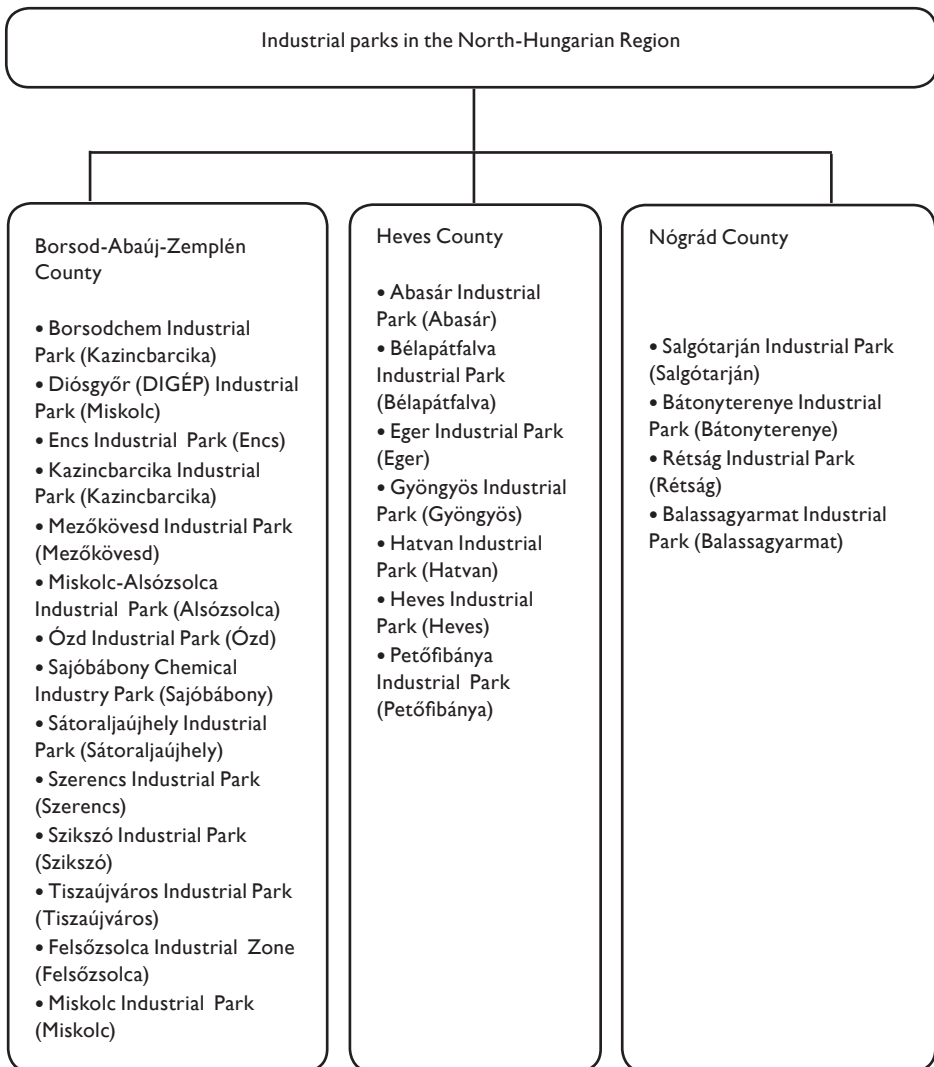 Industrial parks in the North-Hungarian Region
Borsod-Abaúj-Zemplén
County
• Borsodchem Industrial
Park (Kazincbarcika)
• Diósgyőr (DIGÉP) Industrial
Park (Miskolc)
• Encs Industrial Park (Encs)
• Kazincbarcika Industrial
Park (Kazincbarcika)
• Mezőkövesd Industrial Park
(Mezőkövesd)
• Miskolc-Alsózsolca
Industrial Park (Alsózsolca)
• Ózd Industrial Park (Ózd)
• Sajóbábony Chemical
Industry Park (Sajóbábony)
• Sátoraljaújhely Industrial
Park (Sátoraljaújhely)
• Szerencs Industrial Park
(Szerencs)
• Szikszó Industrial Park
(Szikszó)
• Tiszaújváros Industrial Park
(Tiszaújváros)
• Felsőzsolca Industrial Zone
(Felsőzsolca)
• Miskolc Industrial Park
(Miskolc)
Heves County
• Abasár Industrial
Park (Abasár)
• Bélapátfalva
Industrial Park
(Bélapátfalva)
• Eger Industrial Park
(Eger)
• Gyöngyös Industrial
Park (Gyöngyös)
• Hatvan Industrial
Park (Hatvan)
• Heves Industrial
Park (Heves)
• Petőfibánya
Industrial Park
(Petőfibánya)
Nógrád County
• Salgótarján Industrial Park
(Salgótarján)
• Bátonyterenye Industrial
Park (Bátonyterenye)
• Rétság Industrial Park
(Rétság)
• Balassagyarmat Industrial
Park (Balassagyarmat)